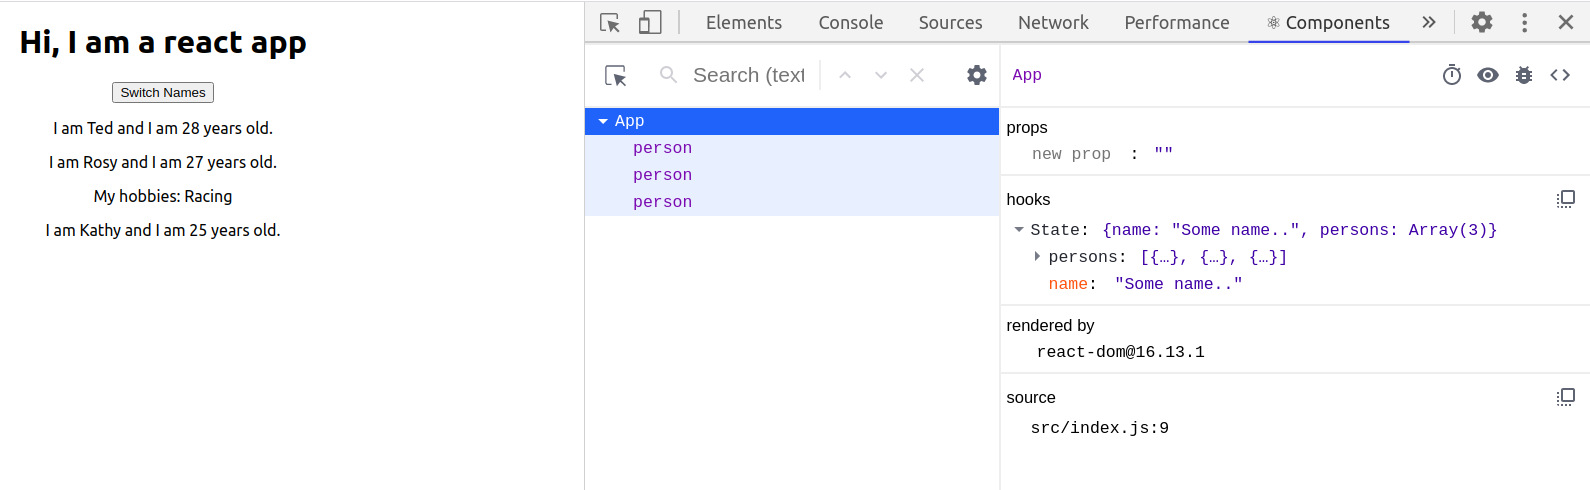 Hi, I am a react app
Switch Names
I am Ted and I am 28 years old.
I am Rosy and I am 27 years old.
My hobbies: Racing
I am Kathy and I am 25 years old.
Elements Console Sources Network Performance Components
Search (text
App
person
person
person
App
props
new prop : ""
hooks
State: {name: "Some name..", persons: Array(3)}
persons: [{…}, {…}, {…}]
name: "Some name.."
rendered by
react-dom@16.13.1
source
src/index.js:9